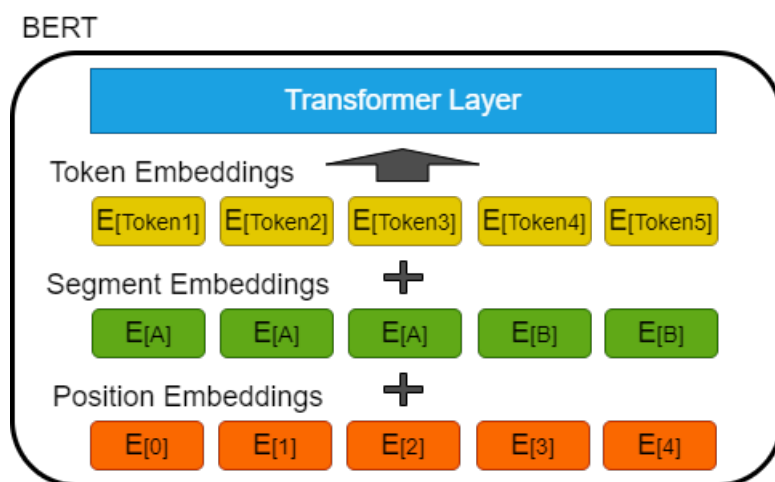 BERT
Transformer Layer
Token Embeddings
E[Token1] E[Token2] E[Token3] E[Token4] E[Token5]
Segment Embeddings
E[A] E[A] E[A] E[B] E[B]
Position Embeddings
E[0] E[1] E[2] E[3] E[4]